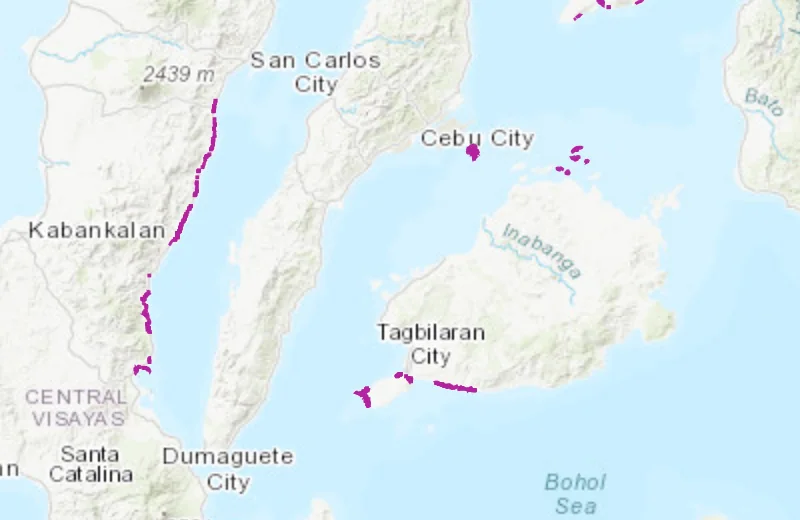 San Carlos
City
2439 m
Bato
Cebu City
Kabankalan
Inabanga
Tagbilaran
City
CENTRAL
VISAYAS
Santa
Catalina
Dumaguete
City
Bohol
Sea